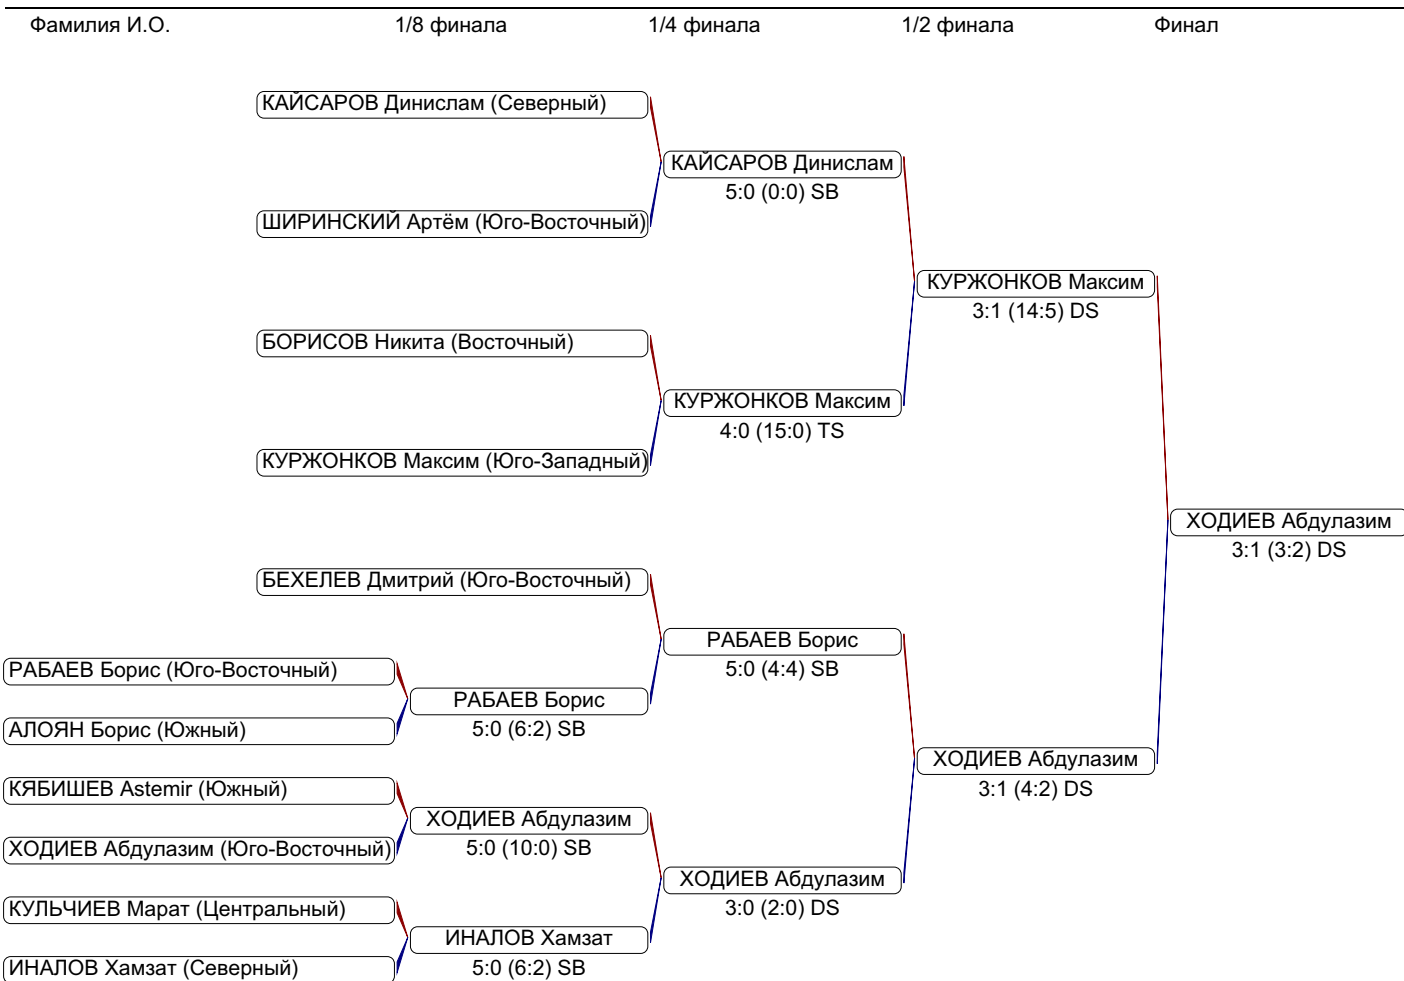 Фамилия И.О. 1/8 финала 1/4 финала 1/2 финала Финал
КАЙСАРОВ Динислам (Северный)
КАЙСАРОВ Динислам
5:0 (0:0) SB
ШИРИНСКИЙ Артём (Юго-Восточный)
КУРЖОНКОВ Максим
3:1 (14:5) DS
БОРИСОВ Никита (Восточный)
КУРЖОНКОВ Максим
4:0 (15:0) TS
КУРЖОНКОВ Максим (Юго-Западный)
ХОДИЕВ Абдулазим
3:1 (3:2) DS
БЕХЕЛЕВ Дмитрий (Юго-Восточный)
РАБАЕВ Борис
5:0 (4:4) SB
РАБАЕВ Борис (Юго-Восточный)
РАБАЕВ Борис
5:0 (6:2) SB
АЛОЯН Борис (Южный)
ХОДИЕВ Абдулазим
3:1 (4:2) DS
КЯБИШЕВ Astemir (Южный)
ХОДИЕВ Абдулазим
5:0 (10:0) SB
ХОДИЕВ Абдулазим (Юго-Восточный)
ХОДИЕВ Абдулазим
3:0 (2:0) DS
КУЛЬЧИЕВ Марат (Центральный)
ИНАЛОВ Хамзат
5:0 (6:2) SB
ИНАЛОВ Хамзат (Северный)